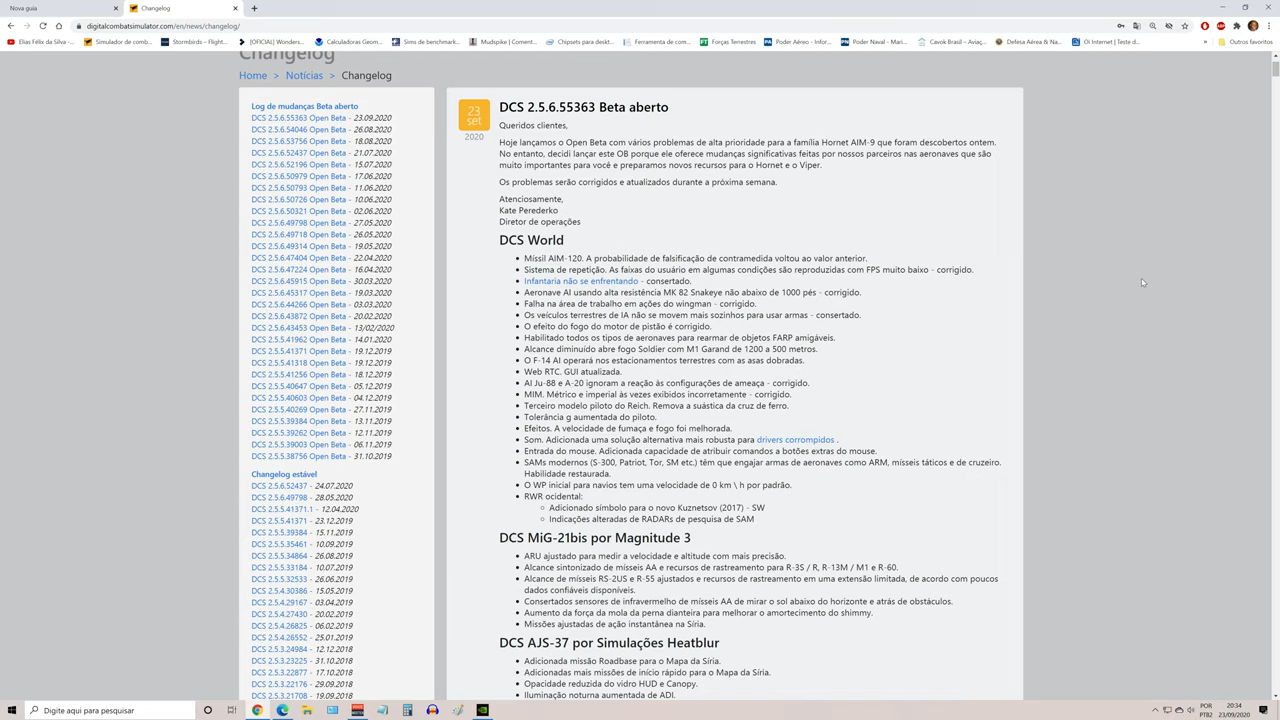 Nova guia
Changelog
digitalcombatsimulator.com/en/news/changelog/
Elias Félix da Silva -...
Simulador de comb...
Stormbirds – Flight...
[OFICIAL] Wonders...
Calculadoras Geom...
Sims de benchmark...
Mudspike | Coment...
Chipsets para deskt...
Ferramenta de com...
Forças Terrestres
Poder Aéreo - Infor...
Poder Naval - Mari...
Cavok Brasil – Aviaç...
Defesa Aérea & Na...
Oi Internet | Teste d...
Outros favoritos
Changelog
Home > Notícias > Changelog
Log de mudanças Beta aberto
DCS 2.5.6.55363 Open Beta - 23.09.2020
DCS 2.5.6.54046 Open Beta - 26.08.2020
DCS 2.5.6.53756 Open Beta - 18.08.2020
DCS 2.5.6.52437 Open Beta - 21.07.2020
DCS 2.5.6.52196 Open Beta - 15.07.2020
DCS 2.5.6.50979 Open Beta - 17.06.2020
DCS 2.5.6.50793 Open Beta - 11.06.2020
DCS 2.5.6.50726 Open Beta - 10.06.2020
DCS 2.5.6.50321 Open Beta - 02.06.2020
DCS 2.5.6.49798 Open Beta - 27.05.2020
DCS 2.5.6.49718 Open Beta - 26.05.2020
DCS 2.5.6.49314 Open Beta - 19.05.2020
DCS 2.5.6.47404 Open Beta - 22.04.2020
DCS 2.5.6.47224 Open Beta - 16.04.2020
DCS 2.5.6.45915 Open Beta - 30.03.2020
DCS 2.5.6.45317 Open Beta - 19.03.2020
DCS 2.5.6.44266 Open Beta - 03.03.2020
DCS 2.5.6.43872 Open Beta - 20.02.2020
DCS 2.5.6.43453 Open Beta - 13/02/2020
DCS 2.5.5.41962 Open Beta - 14.01.2020
DCS 2.5.5.41371 Open Beta - 19.12.2019
DCS 2.5.5.41318 Open Beta - 19.12.2019
DCS 2.5.5.41256 Open Beta - 18.12.2019
DCS 2.5.5.40647 Open Beta - 05.12.2019
DCS 2.5.5.40603 Open Beta - 04.12.2019
DCS 2.5.5.40269 Open Beta - 27.11.2019
DCS 2.5.5.39384 Open Beta - 13.11.2019
DCS 2.5.5.39262 Open Beta - 12.11.2019
DCS 2.5.5.39003 Open Beta - 06.11.2019
DCS 2.5.5.38756 Open Beta - 31.10.2019
Changelog estável
DCS 2.5.6.52437 - 24.07.2020
DCS 2.5.6.49798 - 28.05.2020
DCS 2.5.5.41371.1 - 12.04.2020
DCS 2.5.5.41371 - 23.12.2019
DCS 2.5.5.39384 - 15.11.2019
DCS 2.5.5.35461 - 10.09.2019
DCS 2.5.5.34864 - 26.08.2019
DCS 2.5.5.33184 - 10.07.2019
DCS 2.5.5.32533 - 26.06.2019
DCS 2.5.4.30386 - 15.05.2019
DCS 2.5.4.29167 - 03.04.2019
DCS 2.5.4.27430 - 20.02.2019
DCS 2.5.4.26825 - 06.02.2019
DCS 2.5.4.26552 - 25.01.2019
DCS 2.5.3.24984 - 12.12.2018
DCS 2.5.3.23225 - 31.10.2018
DCS 2.5.3.22877 - 17.10.2018
DCS 2.5.3.22176 - 29.09.2018
DCS 2.5.3.21708 - 19.09.2018
23
set
2020
DCS 2.5.6.55363 Beta aberto
Queridos clientes,
Hoje lançamos o Open Beta com vários problemas de alta prioridade para a família Hornet AIM-9 que foram descobertos ontem.
No entanto, decidi lançar este OB porque ele oferece mudanças significativas feitas por nossos parceiros nas aeronaves que são
muito importantes para você e preparamos novos recursos para o Hornet e o Viper.
Os problemas serão corrigidos e atualizados durante a próxima semana.
Atenciosamente,
Kate Perederko
Diretor de operações
DCS World
• Míssil AIM-120. A probabilidade de falsificação de contramedida voltou ao valor anterior.
• Sistema de repetição. As faixas do usuário em algumas condições são reproduzidas com FPS muito baixo - corrigido.
• Infantaria não se enfrentando - consertado.
• Aeronave AI usando alta resistência MK 82 Snakeye não abaixo de 1000 pés - corrigido.
• Falha na área de trabalho em ações do wingman - corrigido.
• Os veículos terrestres de IA não se movem mais sozinhos para usar armas - consertado.
• O efeito do fogo do motor de pistão é corrigido.
• Habilitado todos os tipos de aeronaves para rearmar de objetos FARP amigáveis.
• Alcance diminuído abre fogo Soldier com M1 Garand de 1200 a 500 metros.
• O F-14 AI operará nos estacionamentos terrestres com as asas dobradas.
• Web RTC. GUI atualizada.
• AI Ju-88 e A-20 ignoram a reação às configurações de ameaça - corrigido.
• MIM. Métrico e imperial às vezes exibidos incorretamente - corrigido.
• Terceiro modelo piloto do Reich. Remova a suástica da cruz de ferro.
• Tolerância g aumentada do piloto.
• Efeitos. A velocidade de fumaça e fogo foi melhorada.
• Som. Adicionada uma solução alternativa mais robusta para drivers corrompidos .
• Entrada do mouse. Adicionada capacidade de atribuir comandos a botões extras do mouse.
• SAMs modernos (S-300, Patriot, Tor, SM etc.) têm que engajar armas de aeronaves como ARM, mísseis táticos e de cruzeiro.
Habilidade restaurada.
• O WP inicial para navios tem uma velocidade de 0 km \ h por padrão.
• RWR ocidental:
Adicionado símbolo para o novo Kuznetsov (2017) - SW
Indicações alteradas de RADARs de pesquisa de SAM
DCS MiG-21bis por Magnitude 3
• ARU ajustado para medir a velocidade e altitude com mais precisão.
• Alcance sintonizado de mísseis AA e recursos de rastreamento para R-3S / R, R-13M / M1 e R-60.
• Alcance de mísseis RS-2US e R-55 ajustados e recursos de rastreamento em uma extensão limitada, de acordo com poucos
dados confiáveis disponíveis.
• Consertados sensores de infravermelho de mísseis AA de mirar o sol abaixo do horizonte e atrás de obstáculos.
• Aumento da força da mola da perna dianteira para melhorar o amortecimento do shimmy.
• Missões ajustadas de ação instantânea na Síria.
DCS AJS-37 por Simulações Heatblur
• Adicionada missão Roadbase para o Mapa da Síria.
• Adicionadas mais missões de início rápido para o Mapa da Síria.
• Opacidade reduzida do vidro HUD e Canopy.
• Iluminação noturna aumentada de ADI.
Digite aqui para pesquisar
POR
PTB2
20:34
23/09/2020